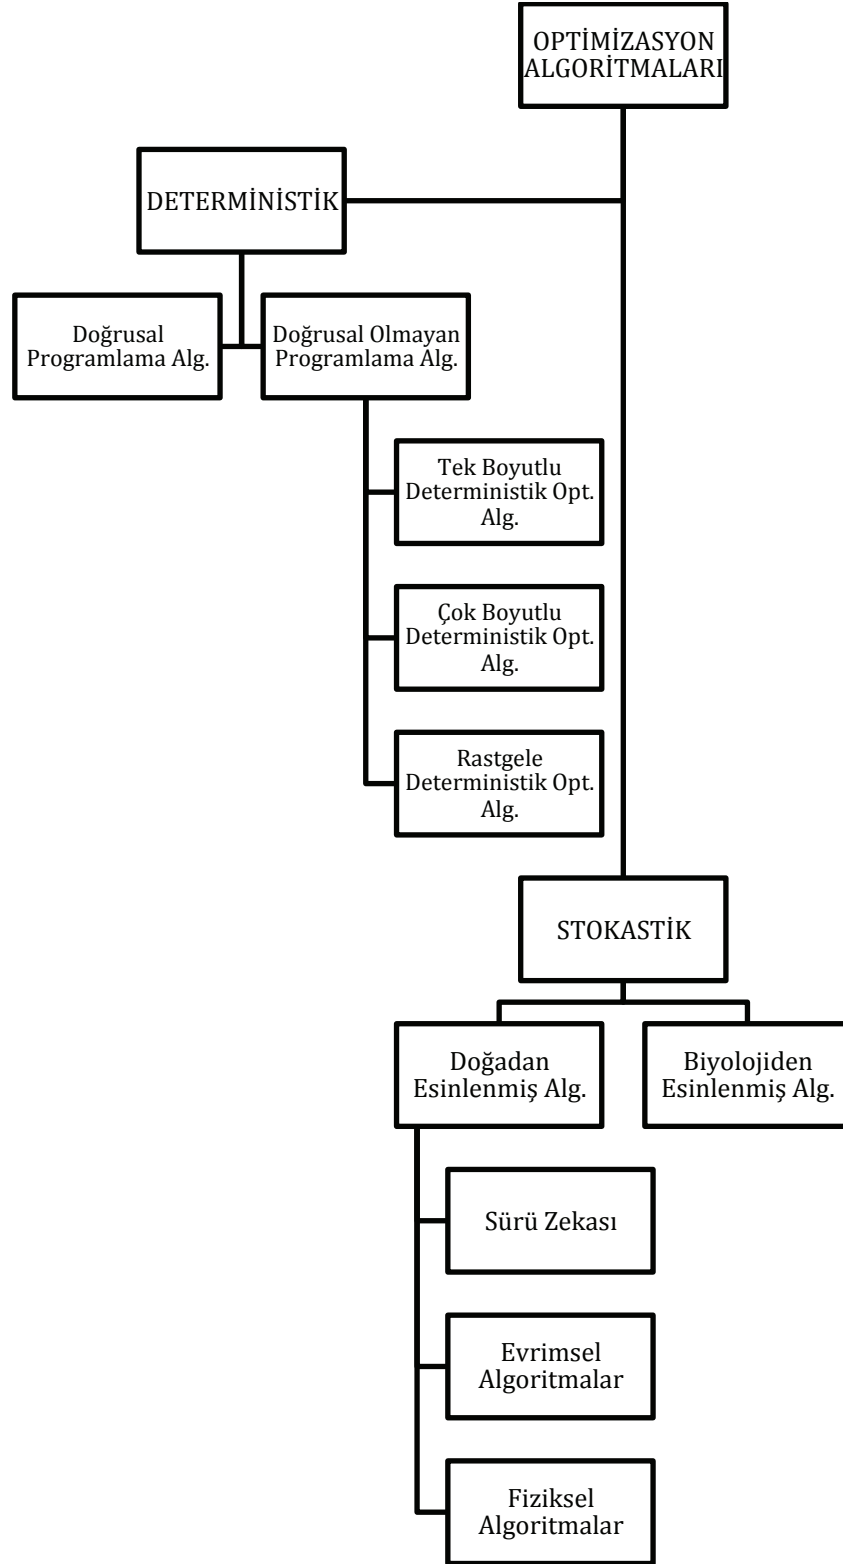 OPTİMİZASYON
ALGORİTMALARI
DETERMİNİSTİK
Doğrusal
Programlama Alg.
Doğrusal Olmayan
Programlama Alg.
Tek Boyutlu
Deterministik Opt.
Alg.
Çok Boyutlu
Deterministik Opt.
Alg.
Rastgele
Deterministik Opt.
Alg.
STOKASTİK
Doğadan
Esinlenmiş Alg.
Biyolojiden
Esinlenmiş Alg.
Sürü Zekası
Evrimsel
Algoritmalar
Fiziksel
Algoritmalar